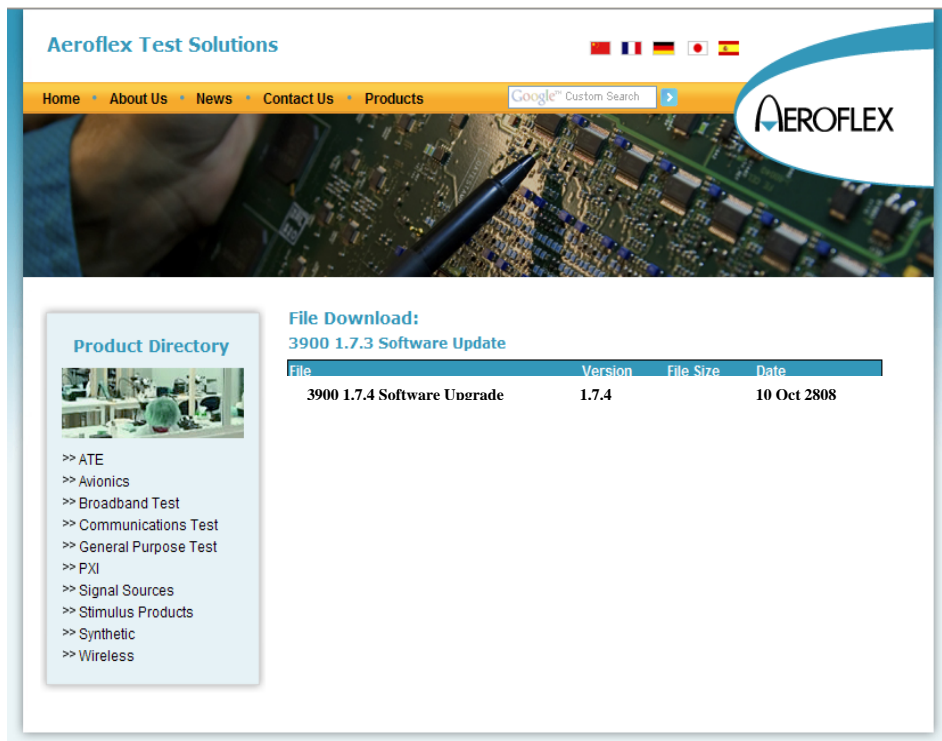 Aeroflex Test Solutions
Home • About Us • News • Contact Us • Products
Google™ Custom Search
AEROFLEX
File Download:
3900 1.7.3 Software Update
File Version File Size Date
3900 1.7.4 Software Upgrade 1.7.4 10 Oct 2808
Product Directory
>> ATE
>> Avionics
>> Broadband Test
>> Communications Test
>> General Purpose Test
>> PXI
>> Signal Sources
>> Stimulus Products
>> Synthetic
>> Wireless